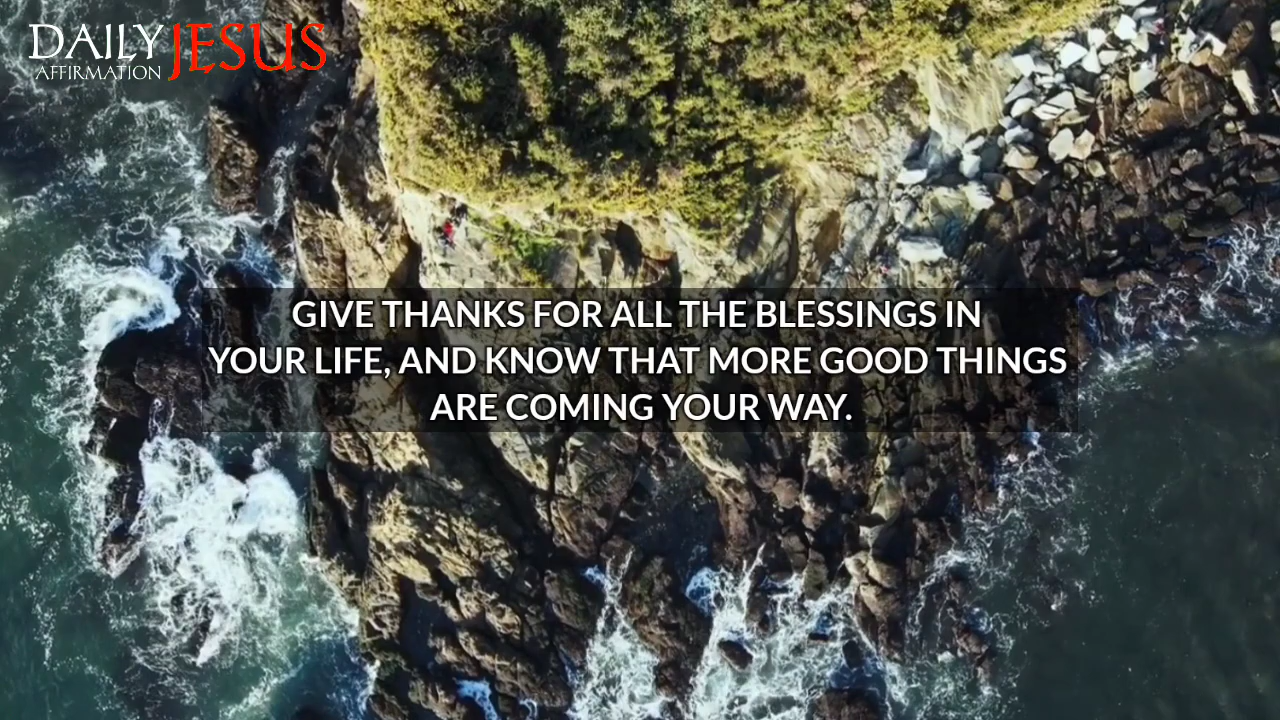 DAILY JESUS
AFFIRMATION
GIVE THANKS FOR ALL THE BLESSINGS IN
YOUR LIFE, AND KNOW THAT MORE GOOD THINGS
ARE COMING YOUR WAY.